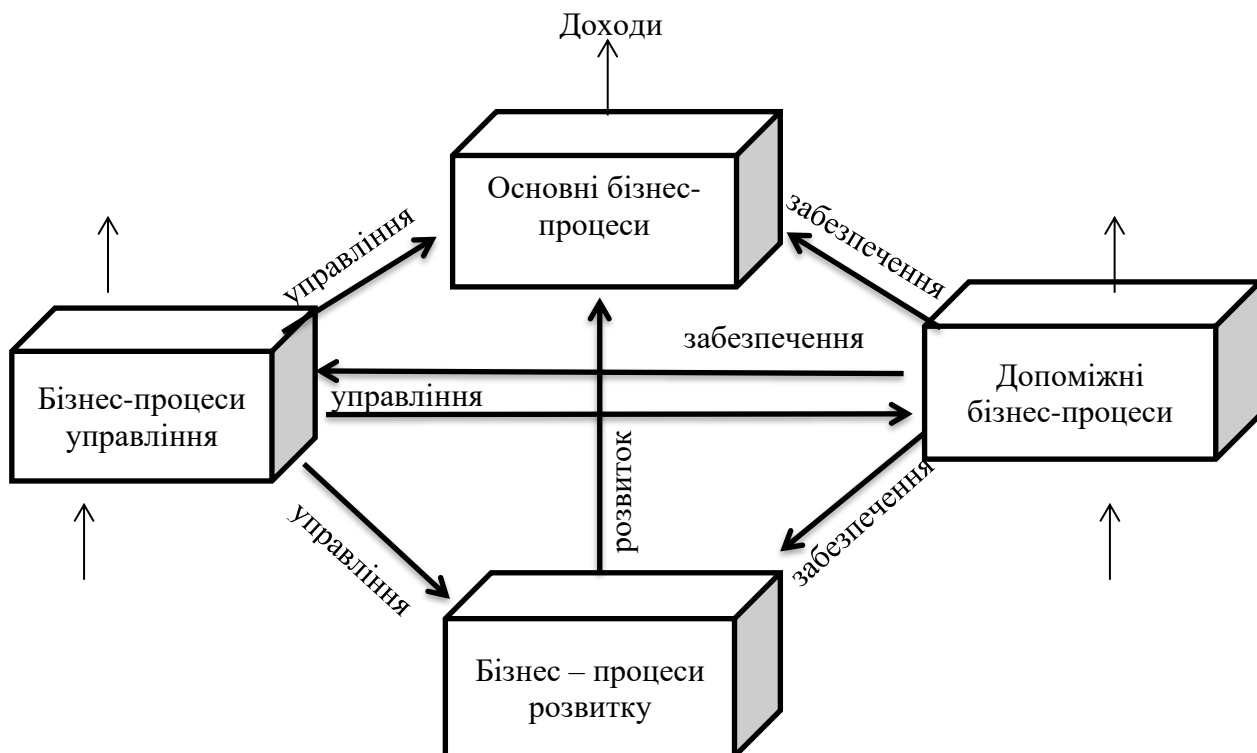 Доходи
Основні бізнес-
процеси
управління
забезпечення
забезпечення
управління
Бізнес-процеси
управління
Допоміжні
бізнес-процеси
розвиток
управління
забезпечення
Бізнес – процеси
розвитку